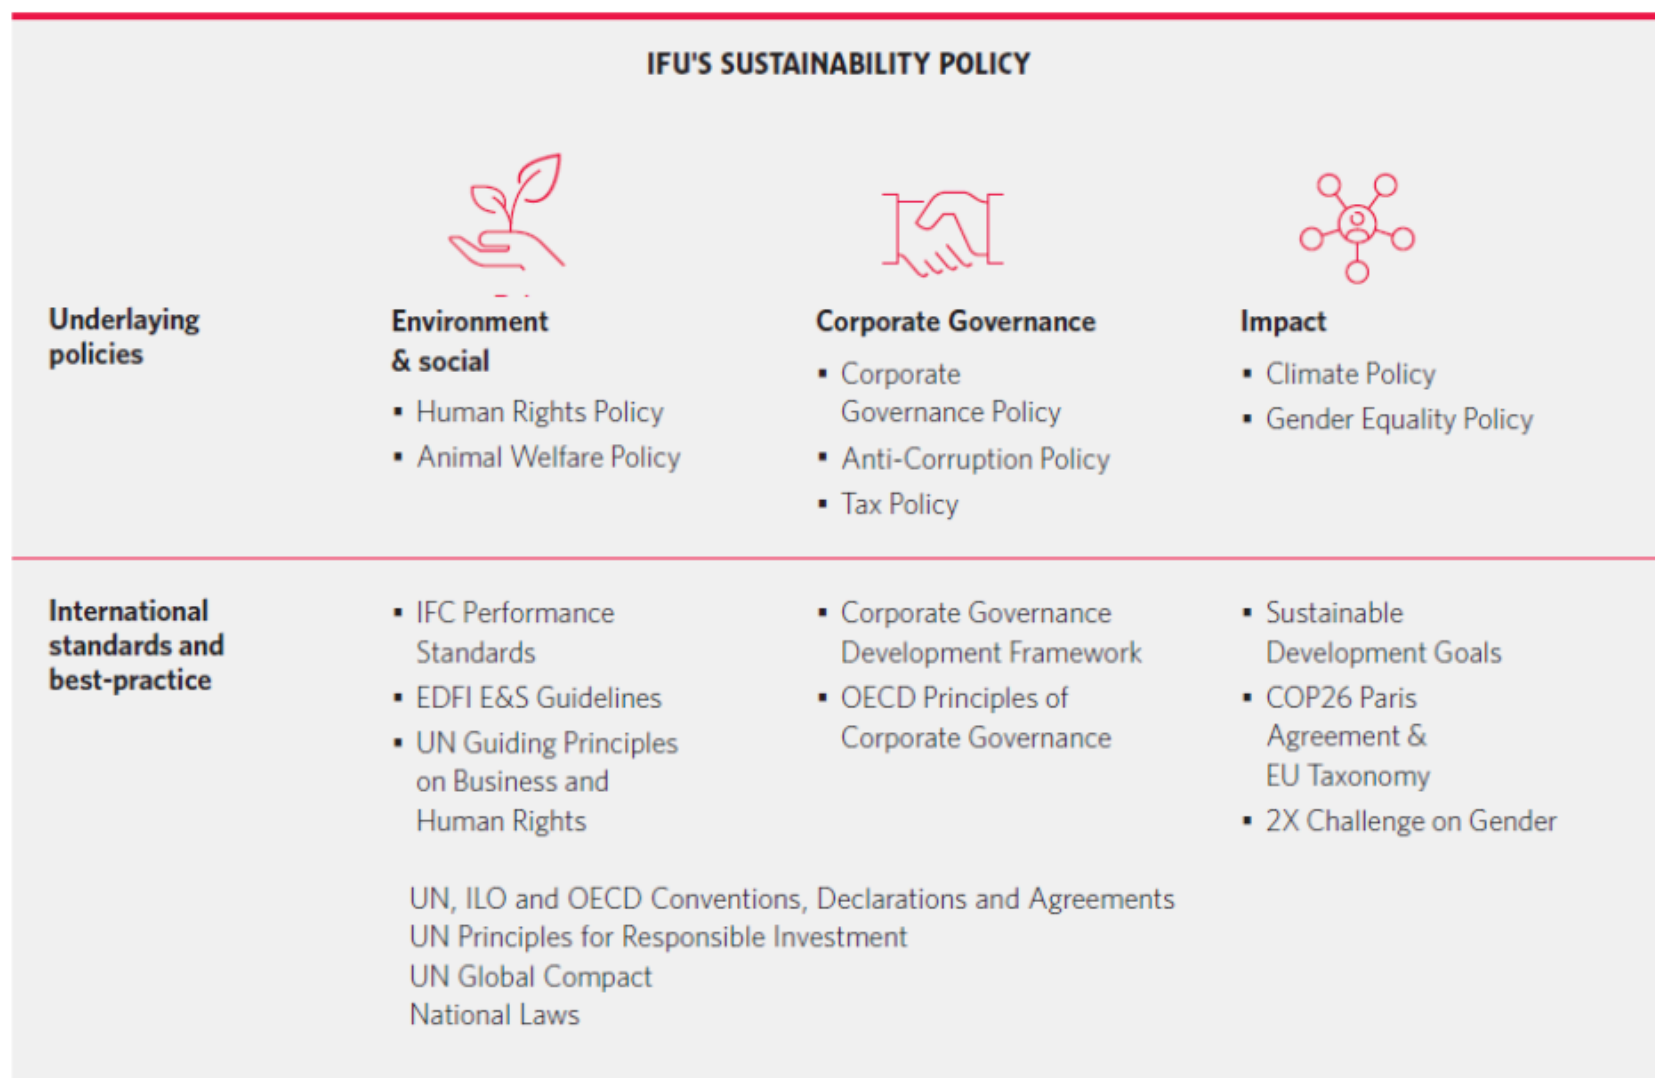 IFU'S SUSTAINABILITY POLICY
Underlaying
policies
Environment
& social
▪ Human Rights Policy
▪ Animal Welfare Policy
Corporate Governance
▪ Corporate
Governance Policy
▪ Anti-Corruption Policy
▪ Tax Policy
Impact
▪ Climate Policy
▪ Gender Equality Policy
International
standards and
best-practice
▪ IFC Performance
Standards
▪ EDFI E&S Guidelines
▪ UN Guiding Principles
on Business and
Human Rights
▪ Corporate Governance
Development Framework
▪ OECD Principles of
Corporate Governance
▪ Sustainable
Development Goals
▪ COP26 Paris
Agreement &
EU Taxonomy
▪ 2X Challenge on Gender
UN, ILO and OECD Conventions, Declarations and Agreements
UN Principles for Responsible Investment
UN Global Compact
National Laws